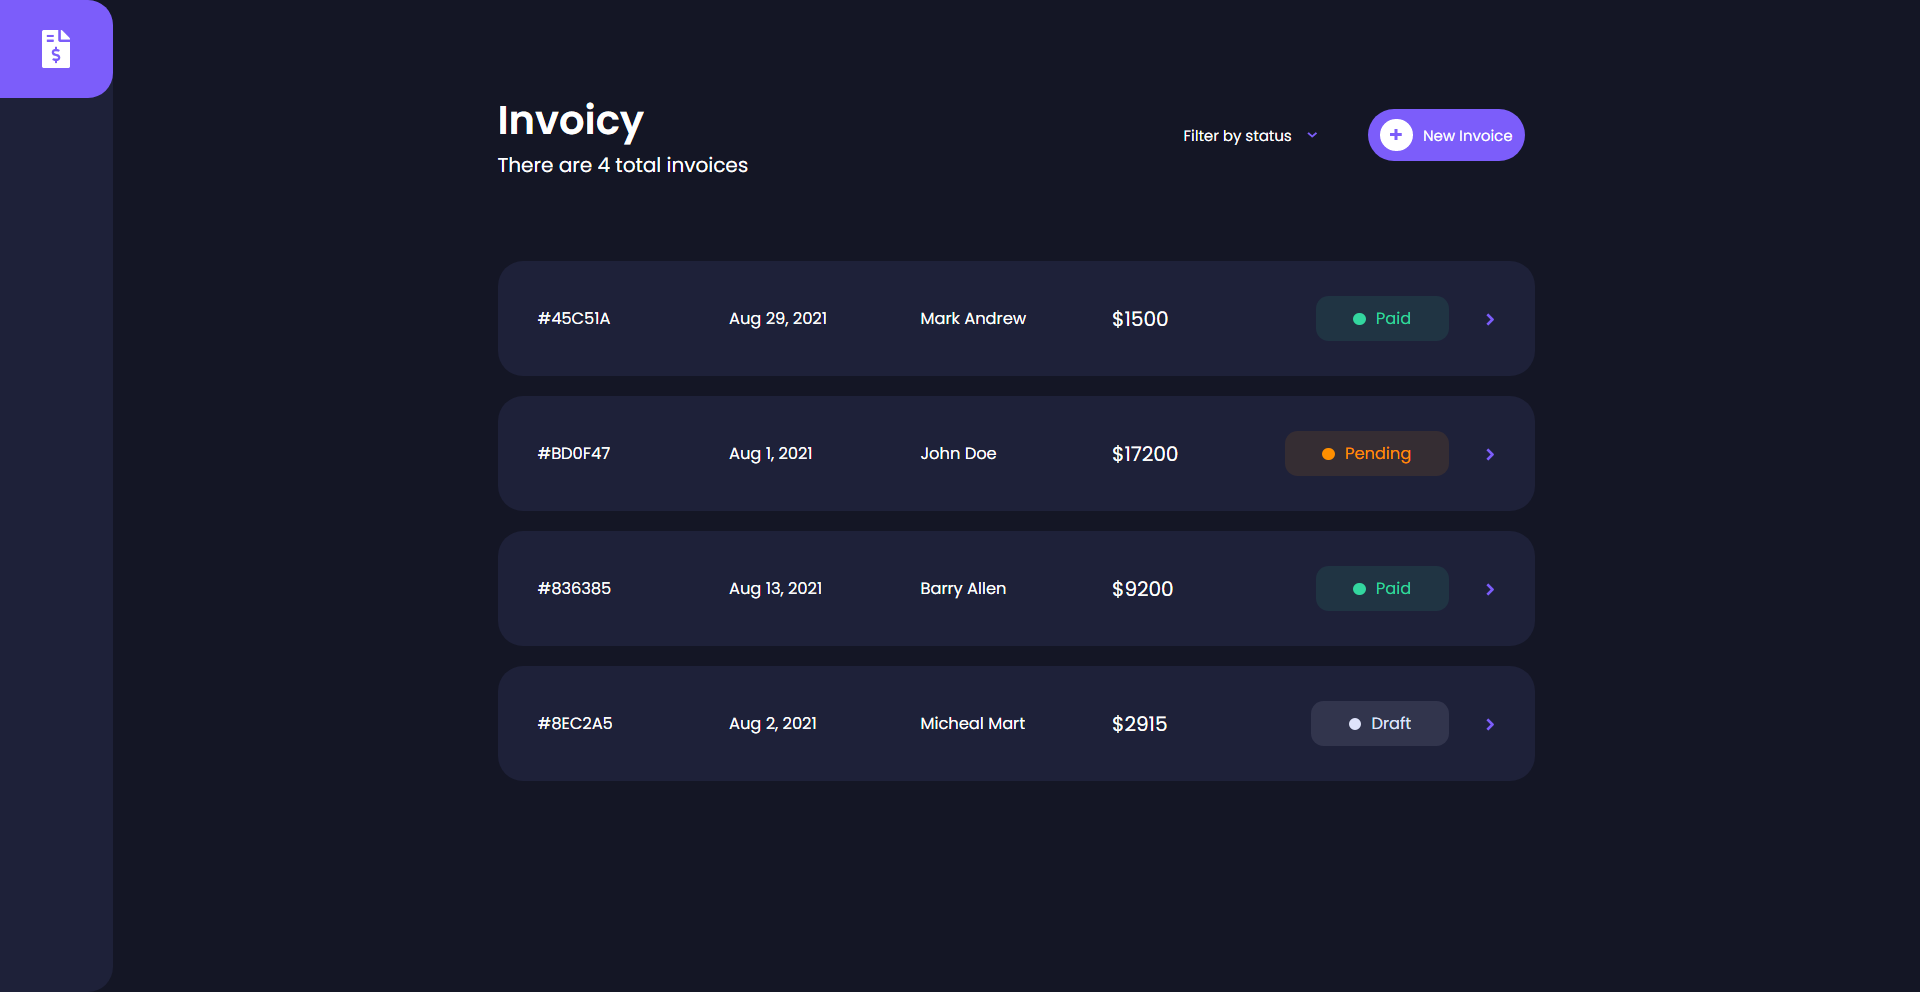 Invoicy
There are 4 total invoices
Filter by status
New Invoice
#45C51A Aug 29, 2021 Mark Andrew $1500 Paid
#BD0F47 Aug 1, 2021 John Doe $17200 Pending
#836385 Aug 13, 2021 Barry Allen $9200 Paid
#8EC2A5 Aug 2, 2021 Micheal Mart $2915 Draft